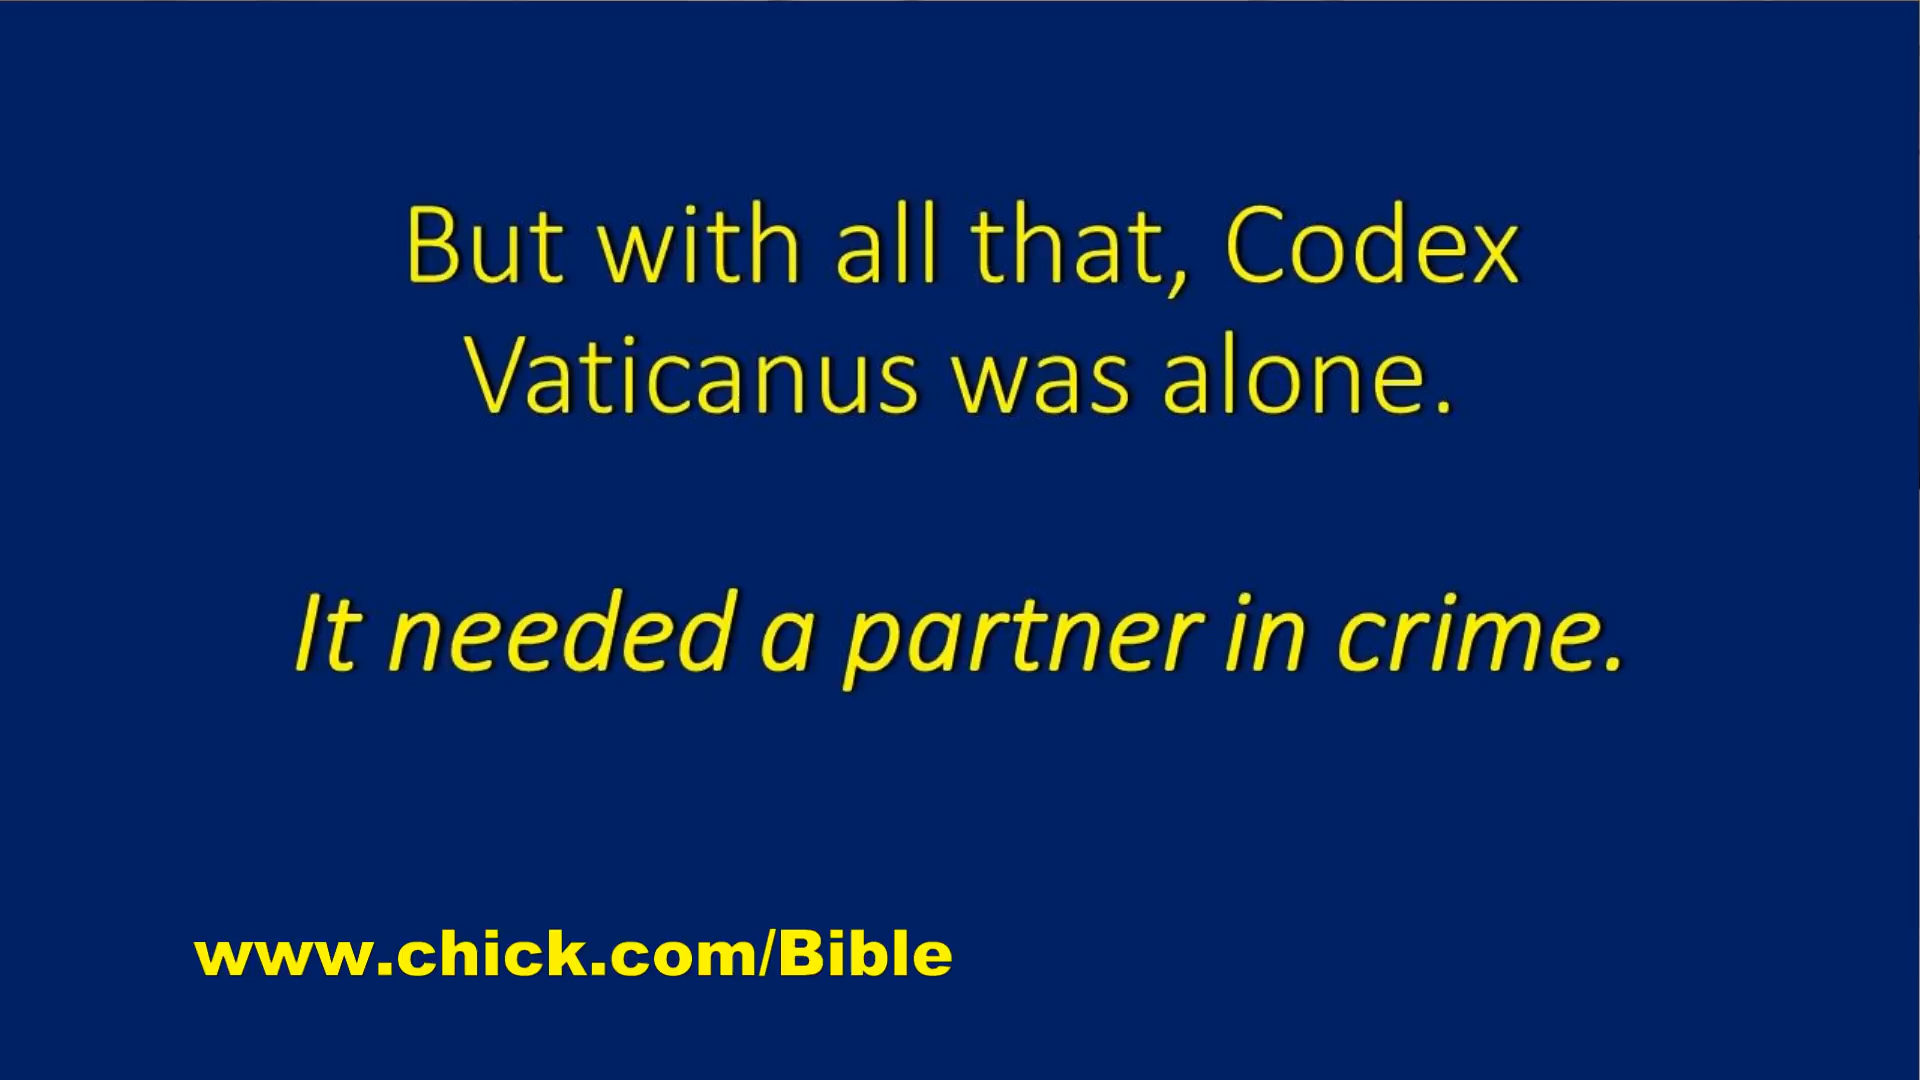 But with all that, Codex
Vaticanus was alone.
It needed a partner in crime.
www.chick.com/Bible